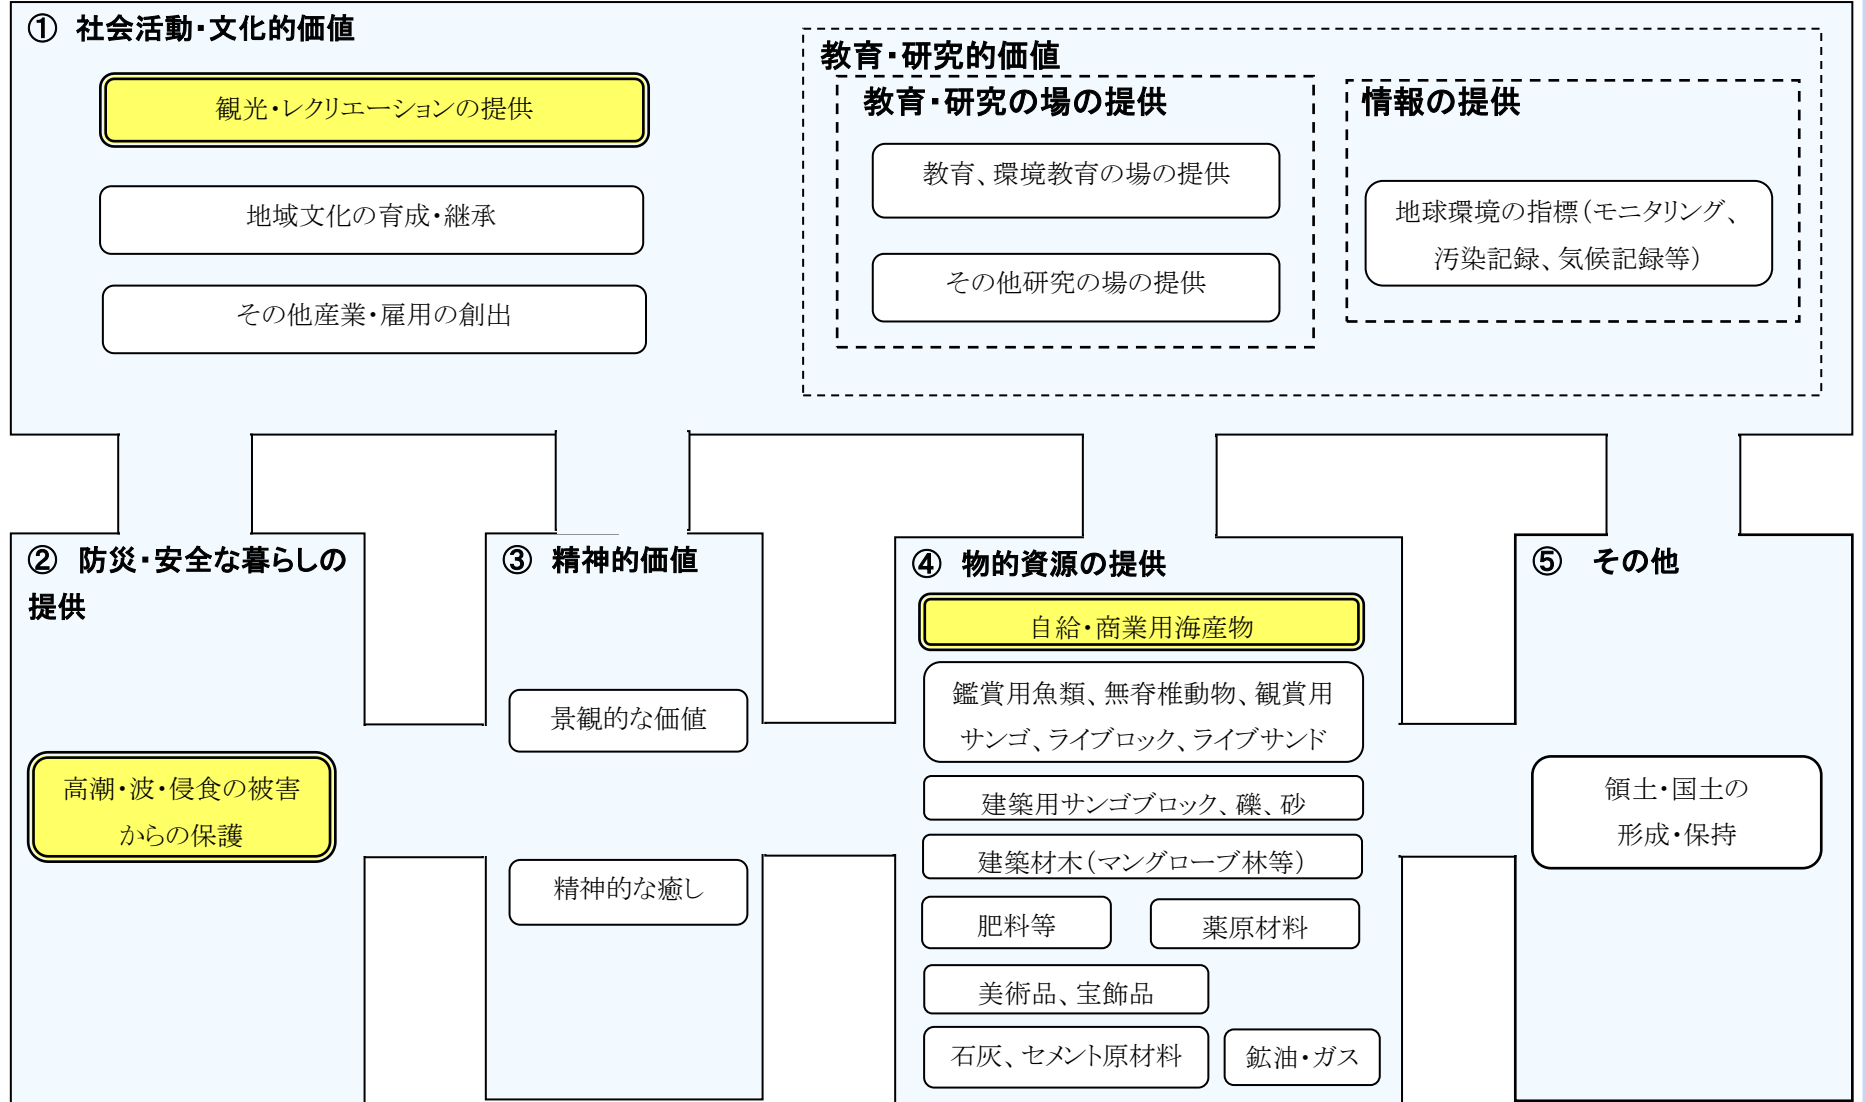 ① 社会活動・文化的価値
観光・レクリエーションの提供
地域文化の育成・継承
その他産業・雇用の創出
教育・研究的価値
教育・研究の場の提供
教育、環境教育の場の提供
その他研究の場の提供
情報の提供
地球環境の指標（モニタリング、
汚染記録、気候記録等）
② 防災・安全な暮らしの
提供
高潮・波・侵食の被害
からの保護
③ 精神的価値
景観的な価値
精神的な癒し
④ 物的資源の提供
自給・商業用海産物
鑑賞用魚類、無脊椎動物、観賞用
サンゴ、ライブロック、ライブサンド
建築用サンゴブロック、礫、砂
建築材木（マングローブ林等）
肥料等
薬原材料
美術品、宝飾品
石灰、セメント原材料
鉱油・ガス
⑤ その他
領土・国土の
形成・保持